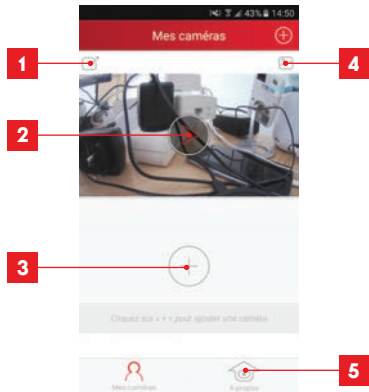 43% 14:50
Mes caméras
1
4
2
3
Cliquez sur « + » pour ajouter une caméra
5
Mes caméras
À propos